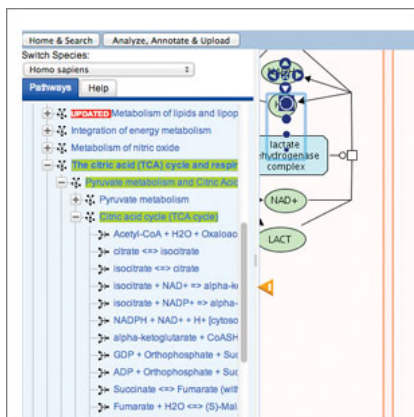 Home & Search
Analyze, Annotate & Upload
Switch Species:
Homo sapiens
Pathways
Help
UPDATED Metabolism of lipids and lipop
Integration of energy metabolism
Metabolism of nitric oxide
The citric acid (TCA) cycle and respir
Pyruvate metabolism and Citric Acid
Pyruvate metabolism
Citric acid cycle (TCA cycle)
Acetyl-CoA + H2O + Oxaloac
citrate <=> isocitrate
isocitrate <=> citrate
isocitrate + NAD+ => alpha-ke
isocitrate + NADP+ => alpha-
NADPH + NAD+ + H+ [cytoso
alpha-ketoglutarate + CoASH
GDP + Orthophosphate + Suc
ADP + Orthophosphate + Suc
Succinate <=> Fumarate (with
Fumarate + H2O <=> (S)-Mal
lactate
ehydrogenase
complex
NAD+
LACT